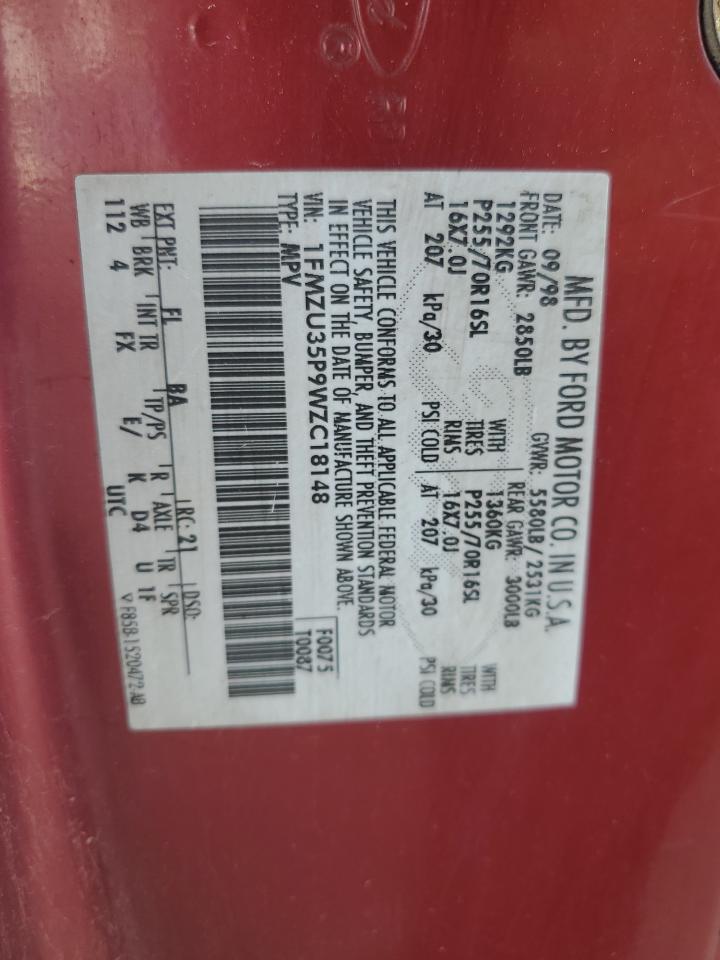 MFD. BY FORD MOTOR CO. IN U.S.A.
DATE: 09/98 GVWR: 5580LB/ 2531KG
FRONT GAWR: 2850LB REAR GAWR: 3000LB
1292KG WITH 1360KG WITH
P255/70R16SL TIRES P255/70R16SL TIRES
16X7.0J RIMS 16X7.0J RIMS
AT 207 kPa/30 PSI COLD AT 207 kPa/30 PSI COLD
THIS VEHICLE CONFORMS TO ALL APPLICABLE FEDERAL MOTOR
VEHICLE SAFETY, BUMPER, AND THEFT PREVENTION STANDARDS
IN EFFECT ON THE DATE OF MANUFACTURE SHOWN ABOVE.
VIN: 1FMZU35P9WZC18148 F0075
TYPE: MPV T0087
EXT PNT: FL BA RC: 21 DSO:
WB BRK INT TR TP/PS R AXLE TR SPR
112 4 FX E/ K D4 U 1F
UTC
▽ F85B-1520472-AB